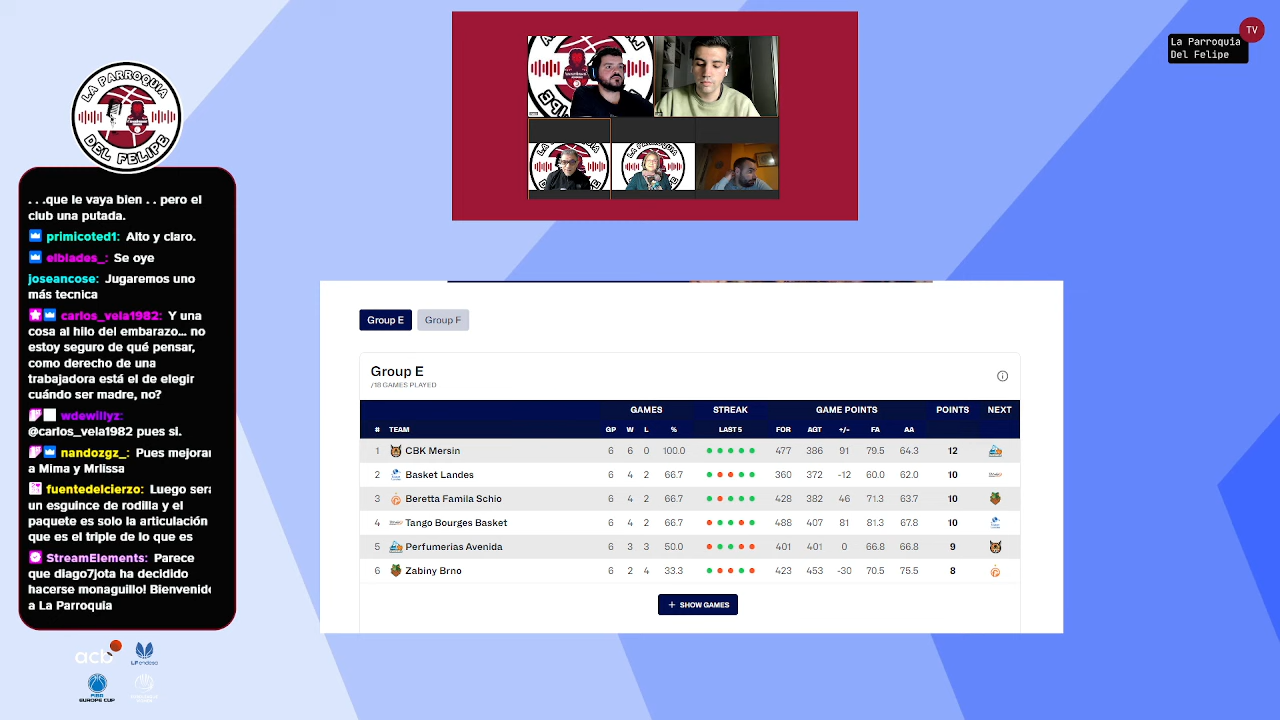 TV
La Parroquia
Del Felipe
LA PARROQUIA
DEL FELIPE
. . .que le vaya bien . . pero el
club una putada.
primicoted1: Alto y claro.
elblades_: Se oye
joseancose: Jugaremos uno
más tecnica
carlos_vela1982: Y una
cosa al hilo del embarazo... no
estoy seguro de qué pensar,
como derecho de una
trabajadora está el de elegir
cuándo ser madre, no?
wdewillyz:
@carlos_vela1982 pues si.
nandozgz_: Pues mejorar
a Mima y Mrlissa
fuentedelcierzo: Luego será
un esguince de rodilla y el
paquete es solo la articulación
que es el triple de lo que es
StreamElements: Parece
que diago7jota ha decidido
hacerse monaguillo! Bienvenido
a La Parroquia
acb
LF endesa
FIBA
EUROPE CUP
Group E Group F
Group E
/18 GAMES PLAYED
GAMES STREAK GAME POINTS POINTS NEXT
# TEAM GP W L % LAST 5 FOR AGT +/- FA AA
1 CBK Mersin 6 6 0 100.0 477 386 91 79.5 64.3 12
2 Basket Landes 6 4 2 66.7 360 372 -12 60.0 62.0 10
3 Beretta Famila Schio 6 4 2 66.7 428 382 46 71.3 63.7 10
4 Tango Bourges Basket 6 4 2 66.7 488 407 81 81.3 67.8 10
5 Perfumerias Avenida 6 3 3 50.0 401 401 0 66.8 66.8 9
6 Zabiny Brno 6 2 4 33.3 423 453 -30 70.5 75.5 8
+ SHOW GAMES